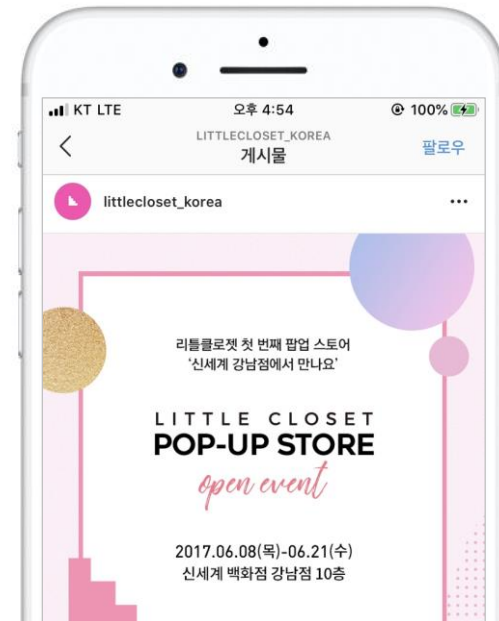 KT LTE 오후 4:54 100%
LITTLECLOSET_KOREA
게시물 팔로우
littlecloset_korea
리틀클로젯 첫 번째 팝업 스토어
‘신세계 강남점에서 만나요’
LITTLE CLOSET
POP-UP STORE
open event
2017.06.08(목)-06.21(수)
신세계 백화점 강남점 10층